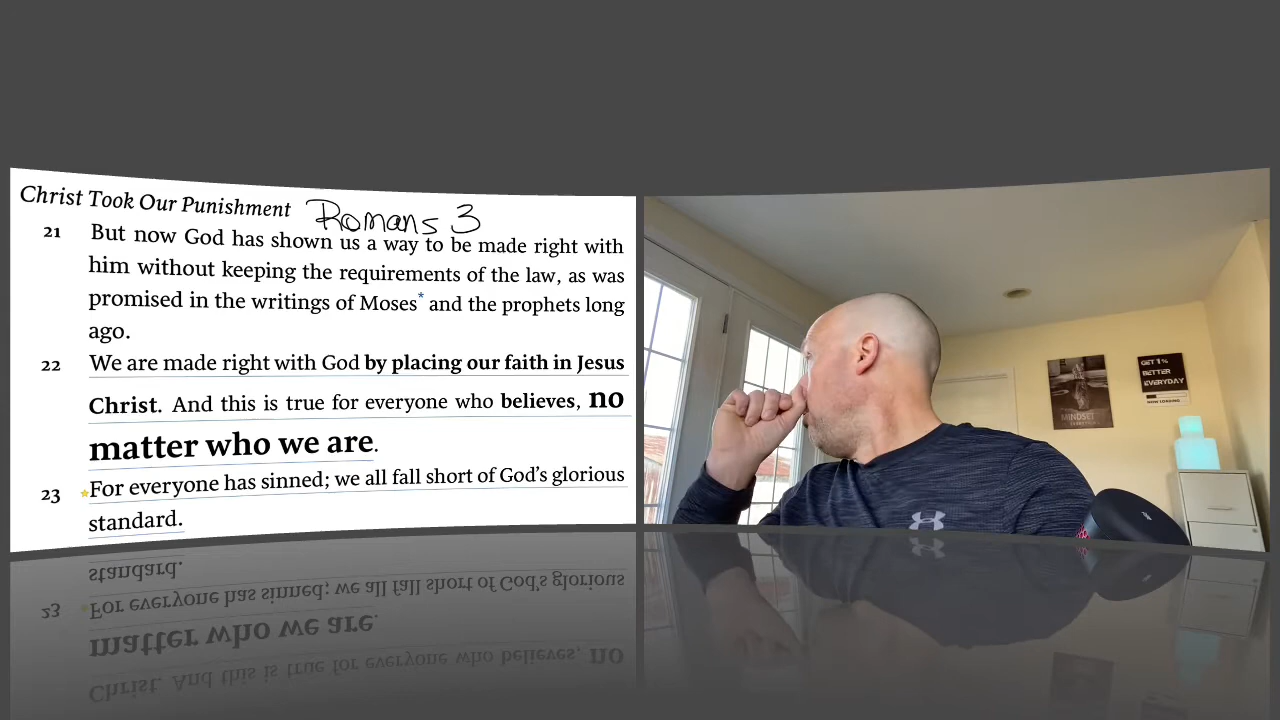 Christ Took Our Punishment Romans 3
21 But now God has shown us a way to be made right with
him without keeping the requirements of the law, as was
promised in the writings of Moses* and the prophets long
ago.
22 We are made right with God by placing our faith in Jesus
Christ. And this is true for everyone who believes, no
matter who we are.
23 For everyone has sinned; we all fall short of God's glorious
standard.
MINDSET
GET 1%
BETTER
EVERYDAY
NOW LOADING